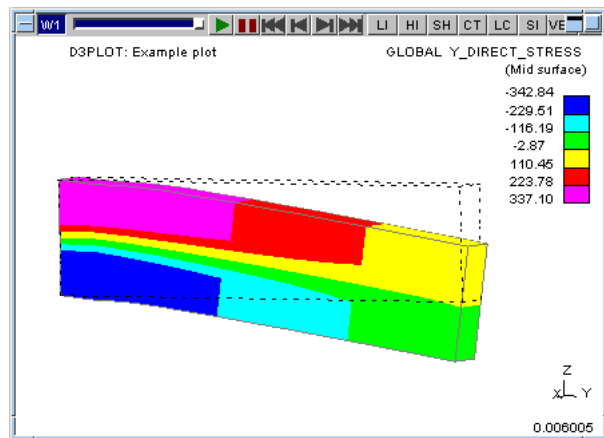 W1 LI HI SH CT LC SI VE
D3PLOT: Example plot
GLOBAL Y_DIRECT_STRESS
(Mid surface)
-342.84
-229.51
-116.19
-2.87
110.45
223.78
337.10
Z
X Y
0.006005